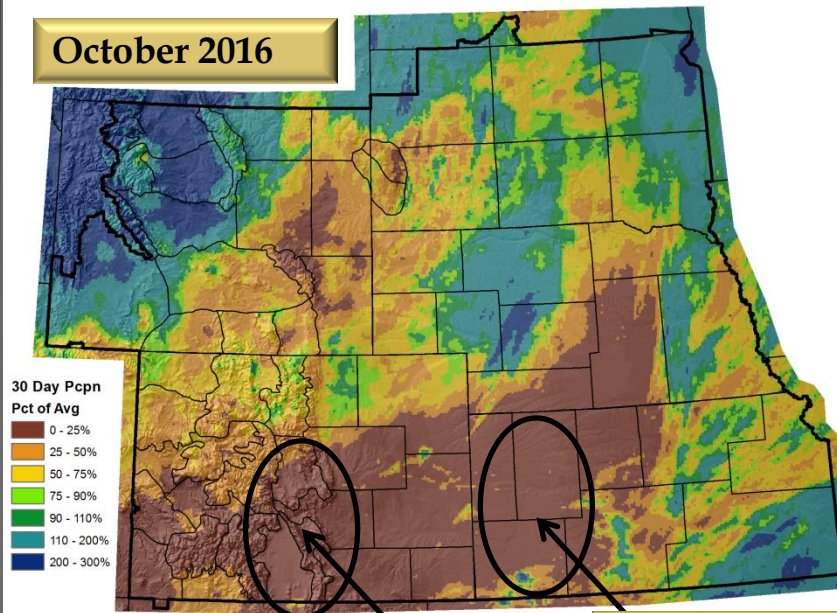 October 2016
30 Day Pcpn
Pct of Avg
0 - 25%
25 - 50%
50 - 75%
75 - 90%
90 - 110%
110 - 200%
200 - 300%